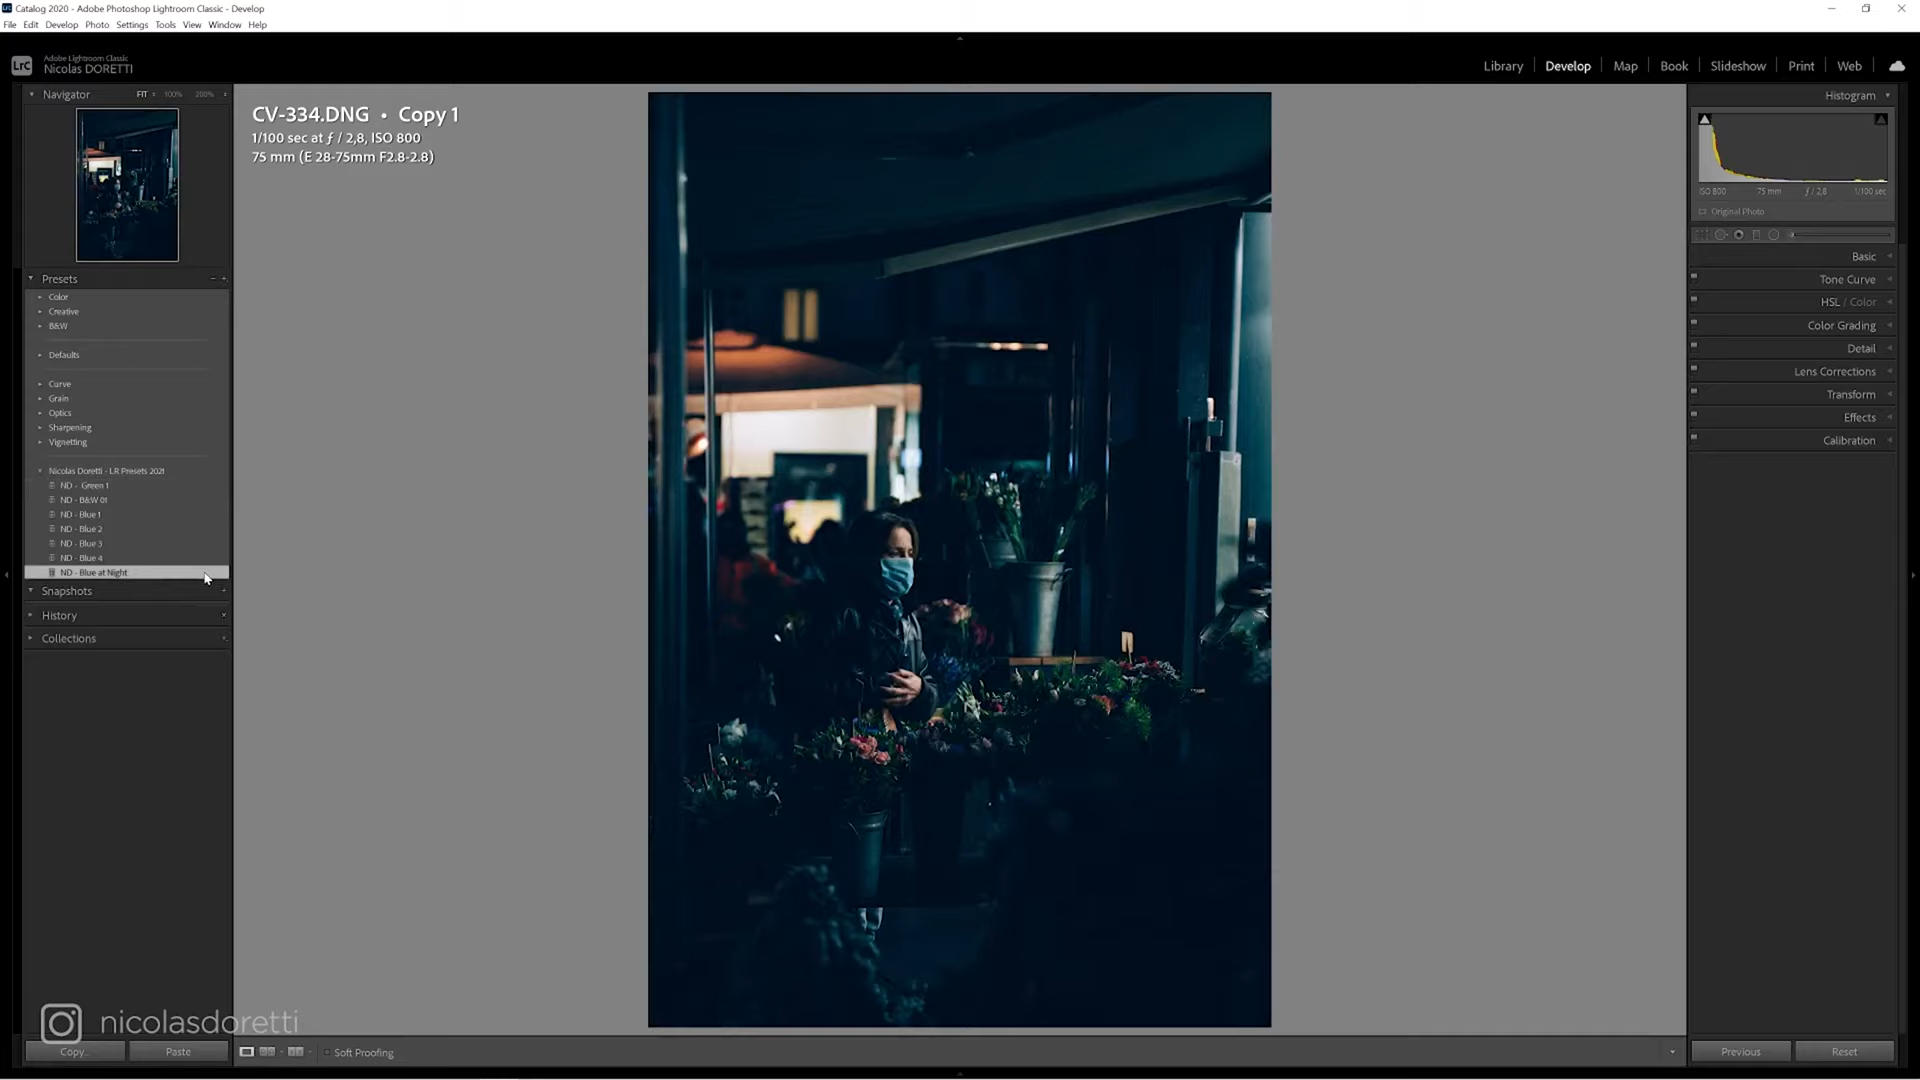 Catalog 2020 - Adobe Photoshop Lightroom Classic - Develop
File Edit Develop Photo Settings Tools View Window Help
LrC
Adobe Lightroom Classic
Nicolas DORETTI
Library Develop Map Book Slideshow Print Web
Navigator FIT 100% 200%
CV-334.DNG • Copy 1
1/100 sec at ƒ / 2,8, ISO 800
75 mm (E 28-75mm F2.8-2.8)
Presets
Color
Creative
B&W
Defaults
Curve
Grain
Optics
Sharpening
Vignetting
Nicolas Doretti - LR Presets 2021
ND - Green 1
ND - B&W 01
ND - Blue 1
ND - Blue 2
ND - Blue 3
ND - Blue 4
ND - Blue at Night
Snapshots
History
Collections
nicolasdoretti
Copy... Paste
Soft Proofing
Histogram
ISO 800 75 mm ƒ / 2,8 1/100 sec
Original Photo
Basic
Tone Curve
HSL / Color
Color Grading
Detail
Lens Corrections
Transform
Effects
Calibration
Previous Reset